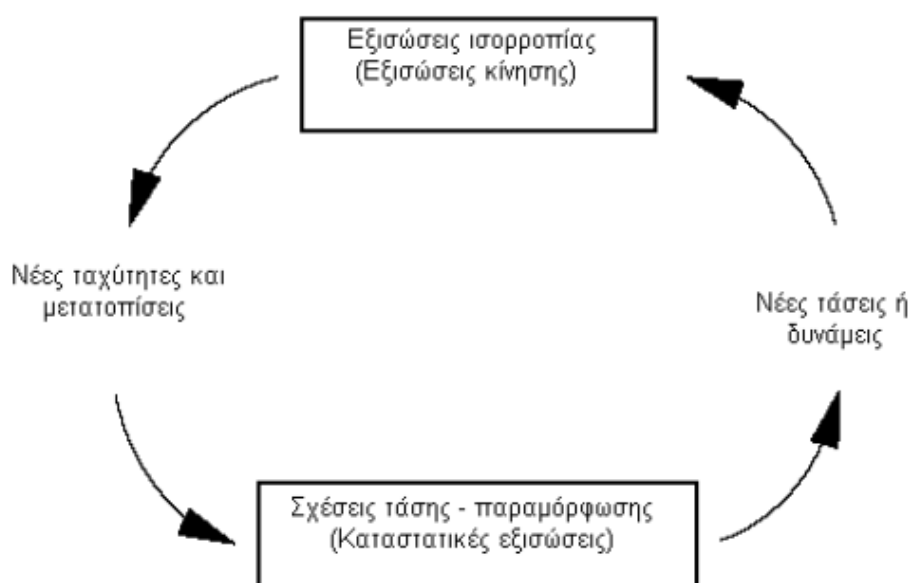 Εξισώσεις ισορροπίας
(Εξισώσεις κίνησης)
Νέες ταχύτητες και
μετατοπίσεις
Νέες τάσεις ή
δυνάμεις
Σχέσεις τάσης - παραμόρφωσης
(Καταστατικές εξισώσεις)